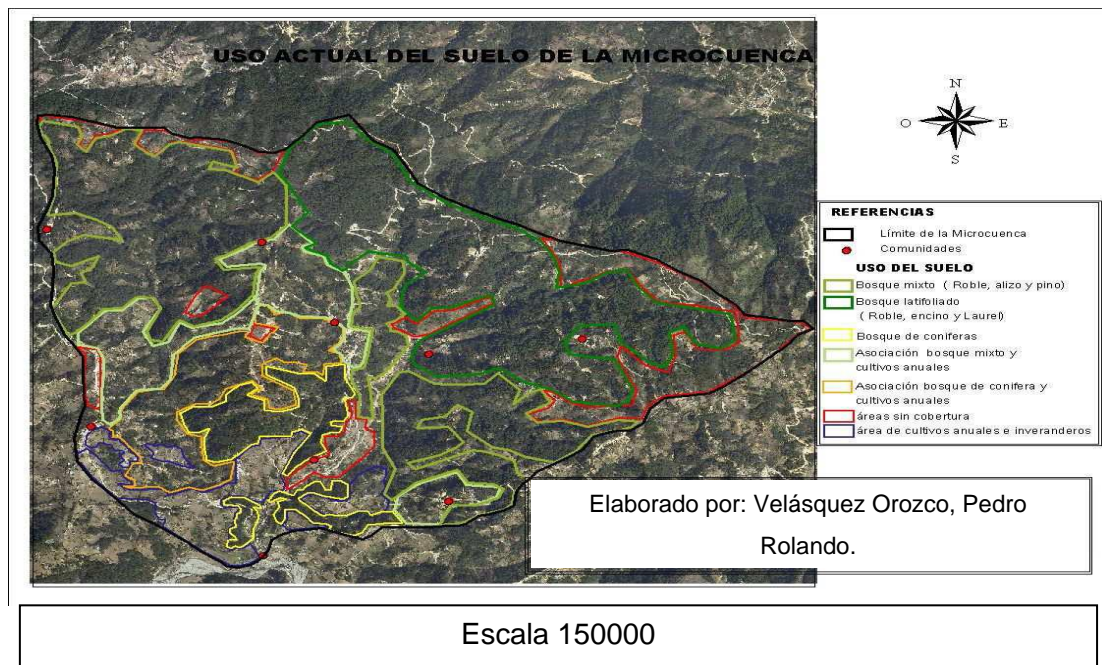 USO ACTUAL DEL SUELO DE LA MICROCUENCA
N
O
E
S
REFERENCIAS
Límite de la Microcuenca
Comunidades
USO DEL SUELO
Bosque mixto ( Roble, alizo y pino)
Bosque latifoliado
( Roble, encino y Laurel)
Bosque de coniferas
Asociación bosque mixto y
cultivos anuales
Asociación bosque de conifera y
cultivos anuales
áreas sin cobertura
área de cultivos anuales e inveranderos
Elaborado por: Velásquez Orozco, Pedro
Rolando.
Escala 150000